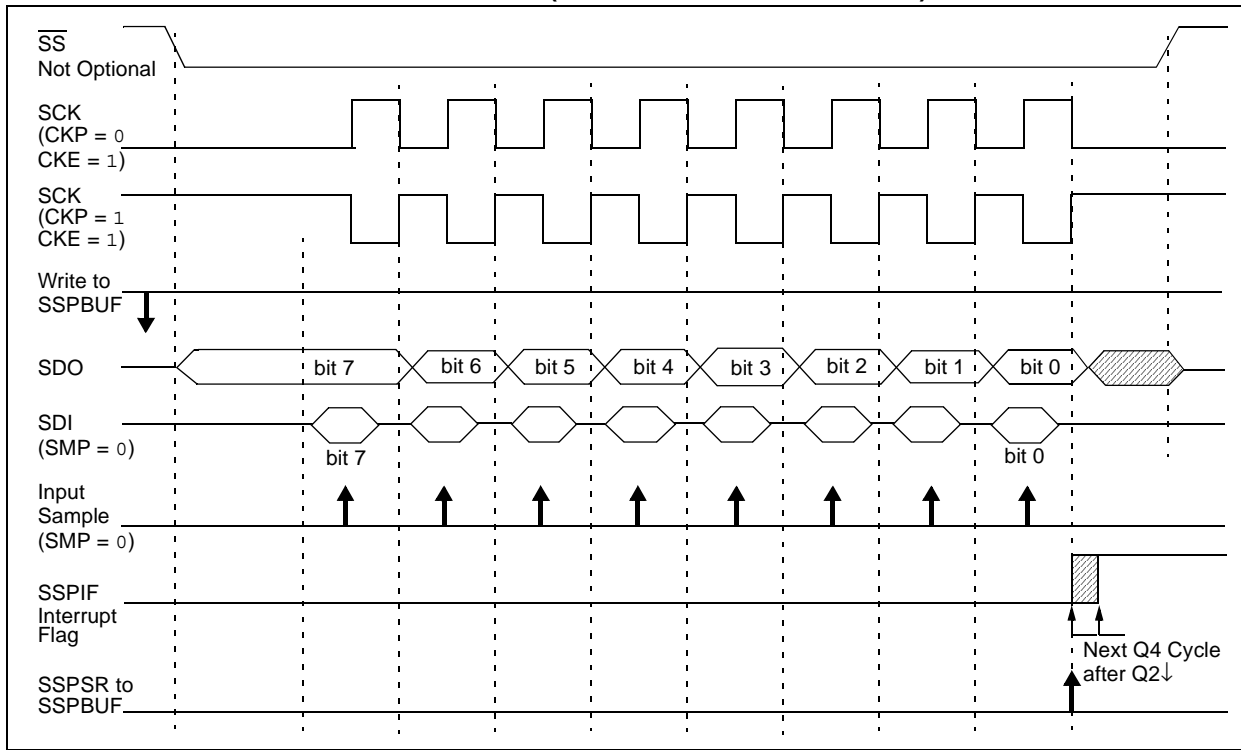 SS
Not Optional
SCK
(CKP = 0
CKE = 1)
SCK
(CKP = 1
CKE = 1)
Write to
SSPBUF
SDO
bit 7
bit 6
bit 5
bit 4
bit 3
bit 2
bit 1
bit 0
SDI
(SMP = 0)
bit 7
bit 0
Input
Sample
(SMP = 0)
SSPIF
Interrupt
Flag
Next Q4 Cycle
after Q2↓
SSPSR to
SSPBUF